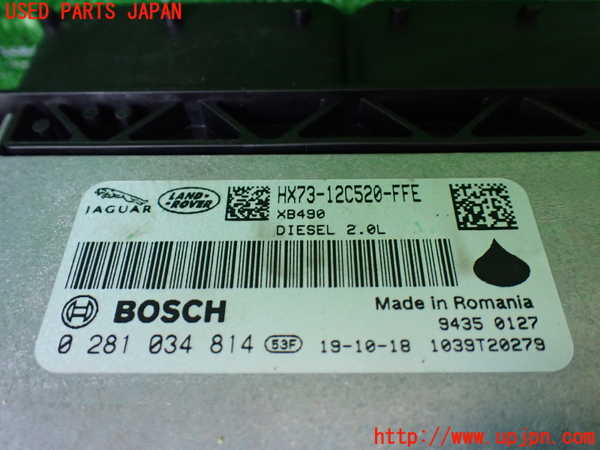 USED PARTS JAPAN
JAGUAR
LAND ROVER
HX73-12C520-FFE
XB490
DIESEL 2.0L
BOSCH
Made in Romania
9435 0127
0 281 034 814 53F 19-10-18 1039T20279
http://www.upjpn.com/